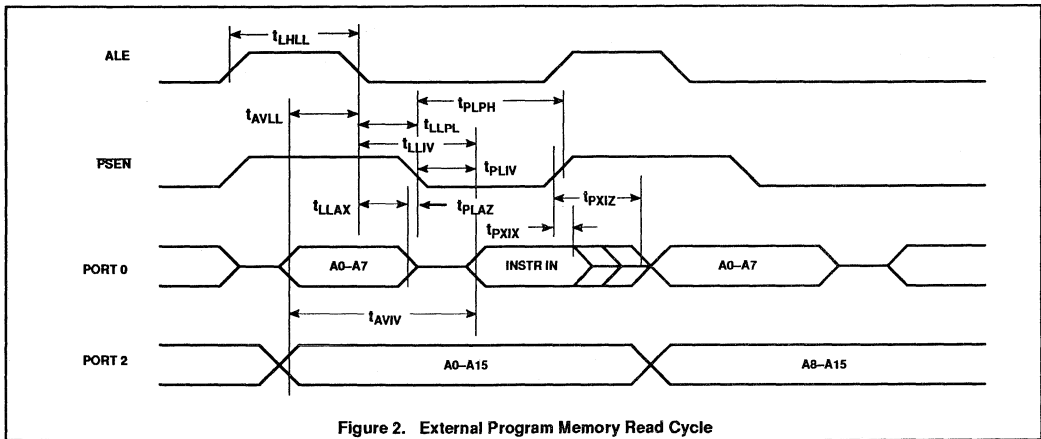 ALE
tLHLL
tAVLL
tPLPH
tLLPL
tLLIV
PSEN
tPLIV
tLLAX
tPLAZ
tPXIZ
tPXIX
PORT 0
A0–A7
INSTR IN
A0–A7
tAVIV
PORT 2
A0–A15
A8–A15
Figure 2. External Program Memory Read Cycle